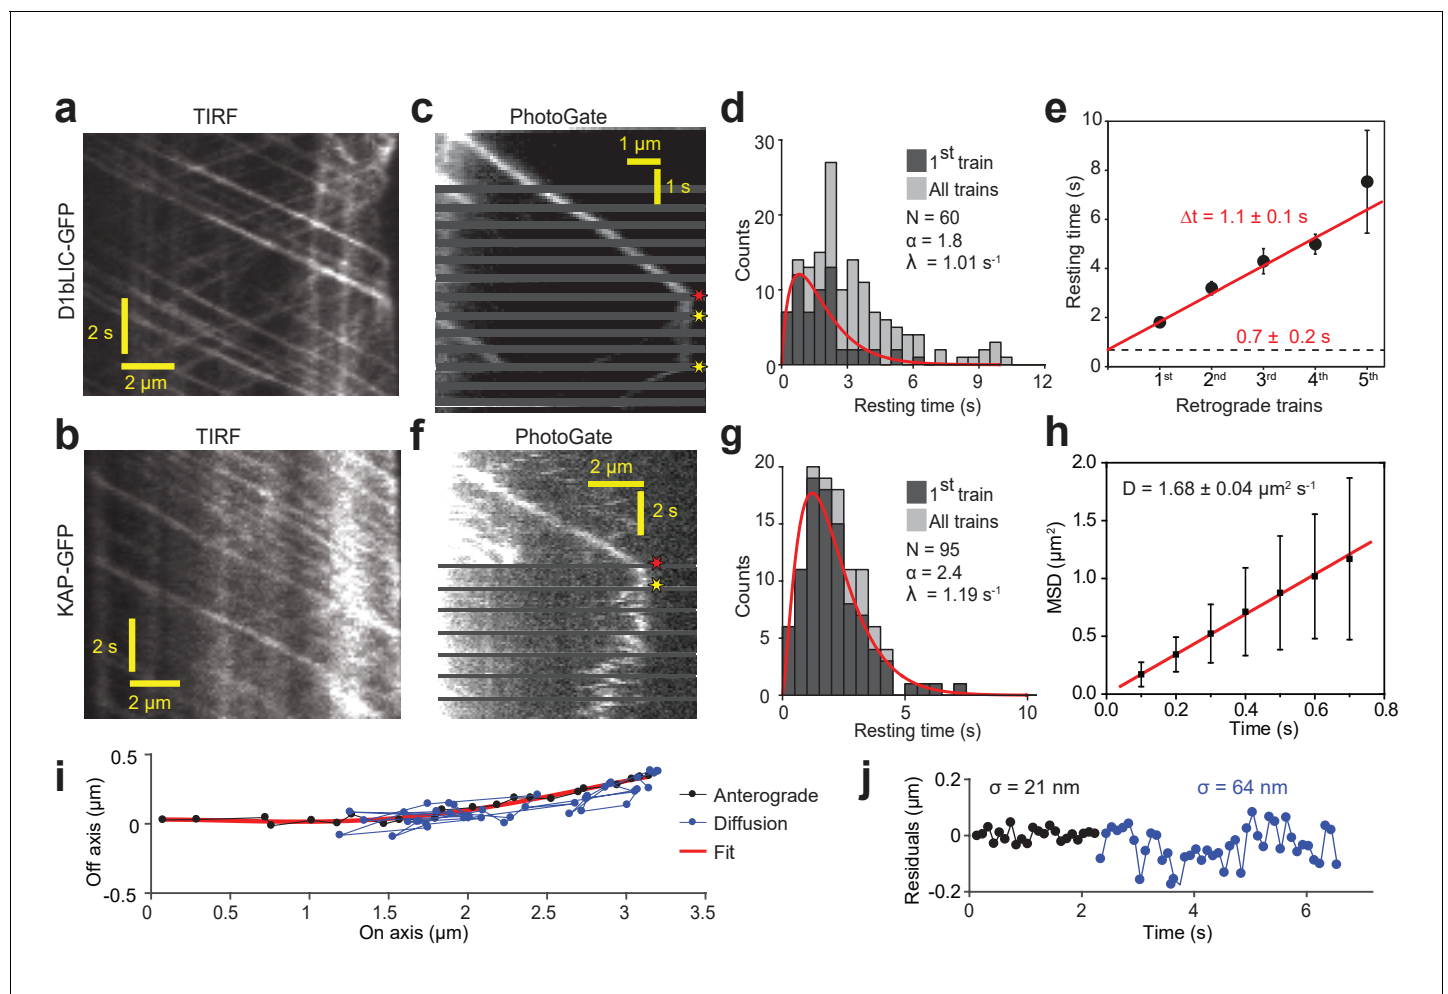 a
TIRF
D1bLIC-GFP
2 s
2 μm
c
PhotoGate
1 μm
1 s
d
30
20
10
0
Counts
1st train
All trains
N = 60
α = 1.8
λ = 1.01 s-1
0 3 6 9 12
Resting time (s)
e
10
8
6
4
2
0
Resting time (s)
Δt = 1.1 ± 0.1 s
0.7 ± 0.2 s
1st 2nd 3rd 4th 5th
Retrograde trains
b
TIRF
KAP-GFP
2 s
2 μm
f
PhotoGate
2 μm
2 s
g
20
15
10
5
0
Counts
1st train
All trains
N = 95
α = 2.4
λ = 1.19 s-1
0 5 10
Resting time (s)
h
2.0
1.5
1.0
0.5
0.0
MSD (μm2)
D = 1.68 ± 0.04 μm2 s-1
0.0 0.2 0.4 0.6 0.8
Time (s)
i
0.5
0
-0.5
Off axis (μm)
0 0.5 1 1.5 2 2.5 3 3.5
On axis (μm)
Anterograde
Diffusion
Fit
j
0.2
0
-0.2
Residuals (μm)
σ = 21 nm
σ = 64 nm
0 2 4 6
Time (s)